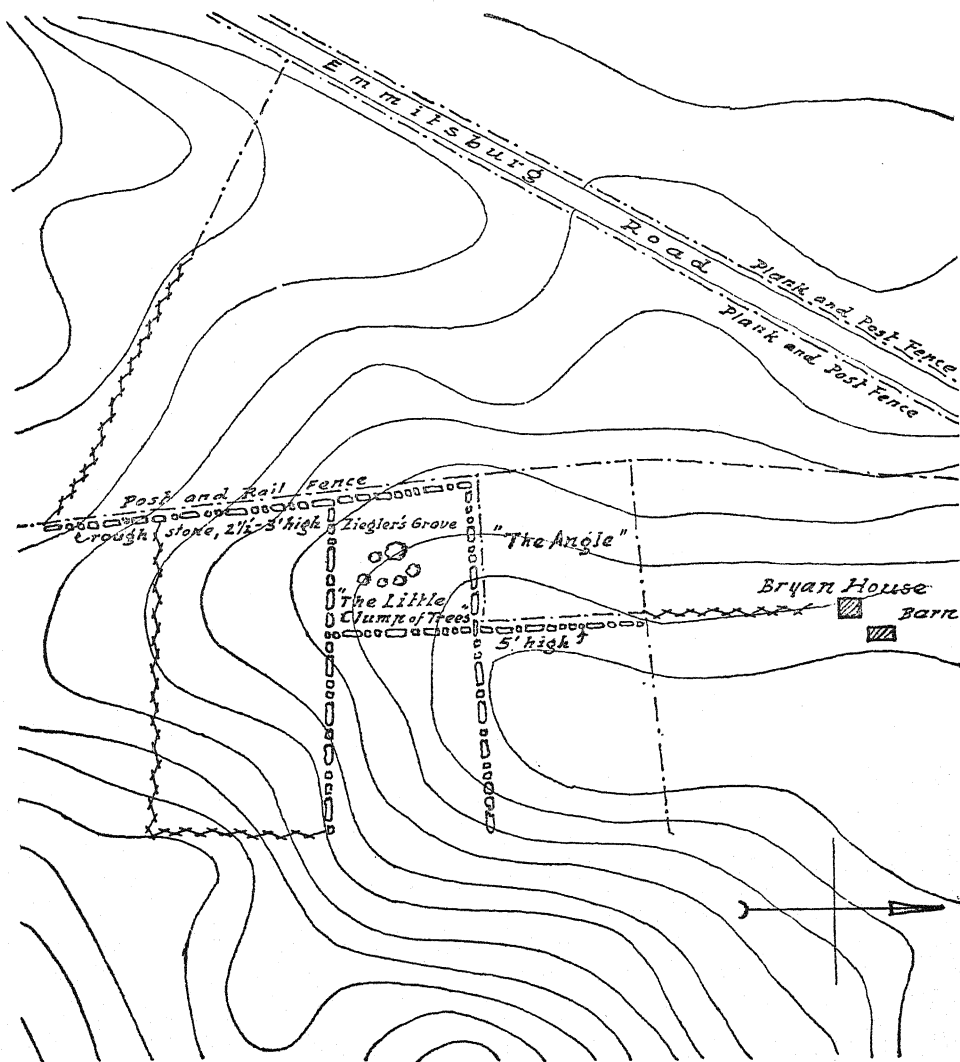 Emmitsburg Road
Plank and Post Fence
Plank and Post Fence
Post and Rail Fence
rough stone, 2½-3' high
Ziegler's Grove
"The Angle"
"The Little
Clump of Trees"
5' high
Bryan House
Barn